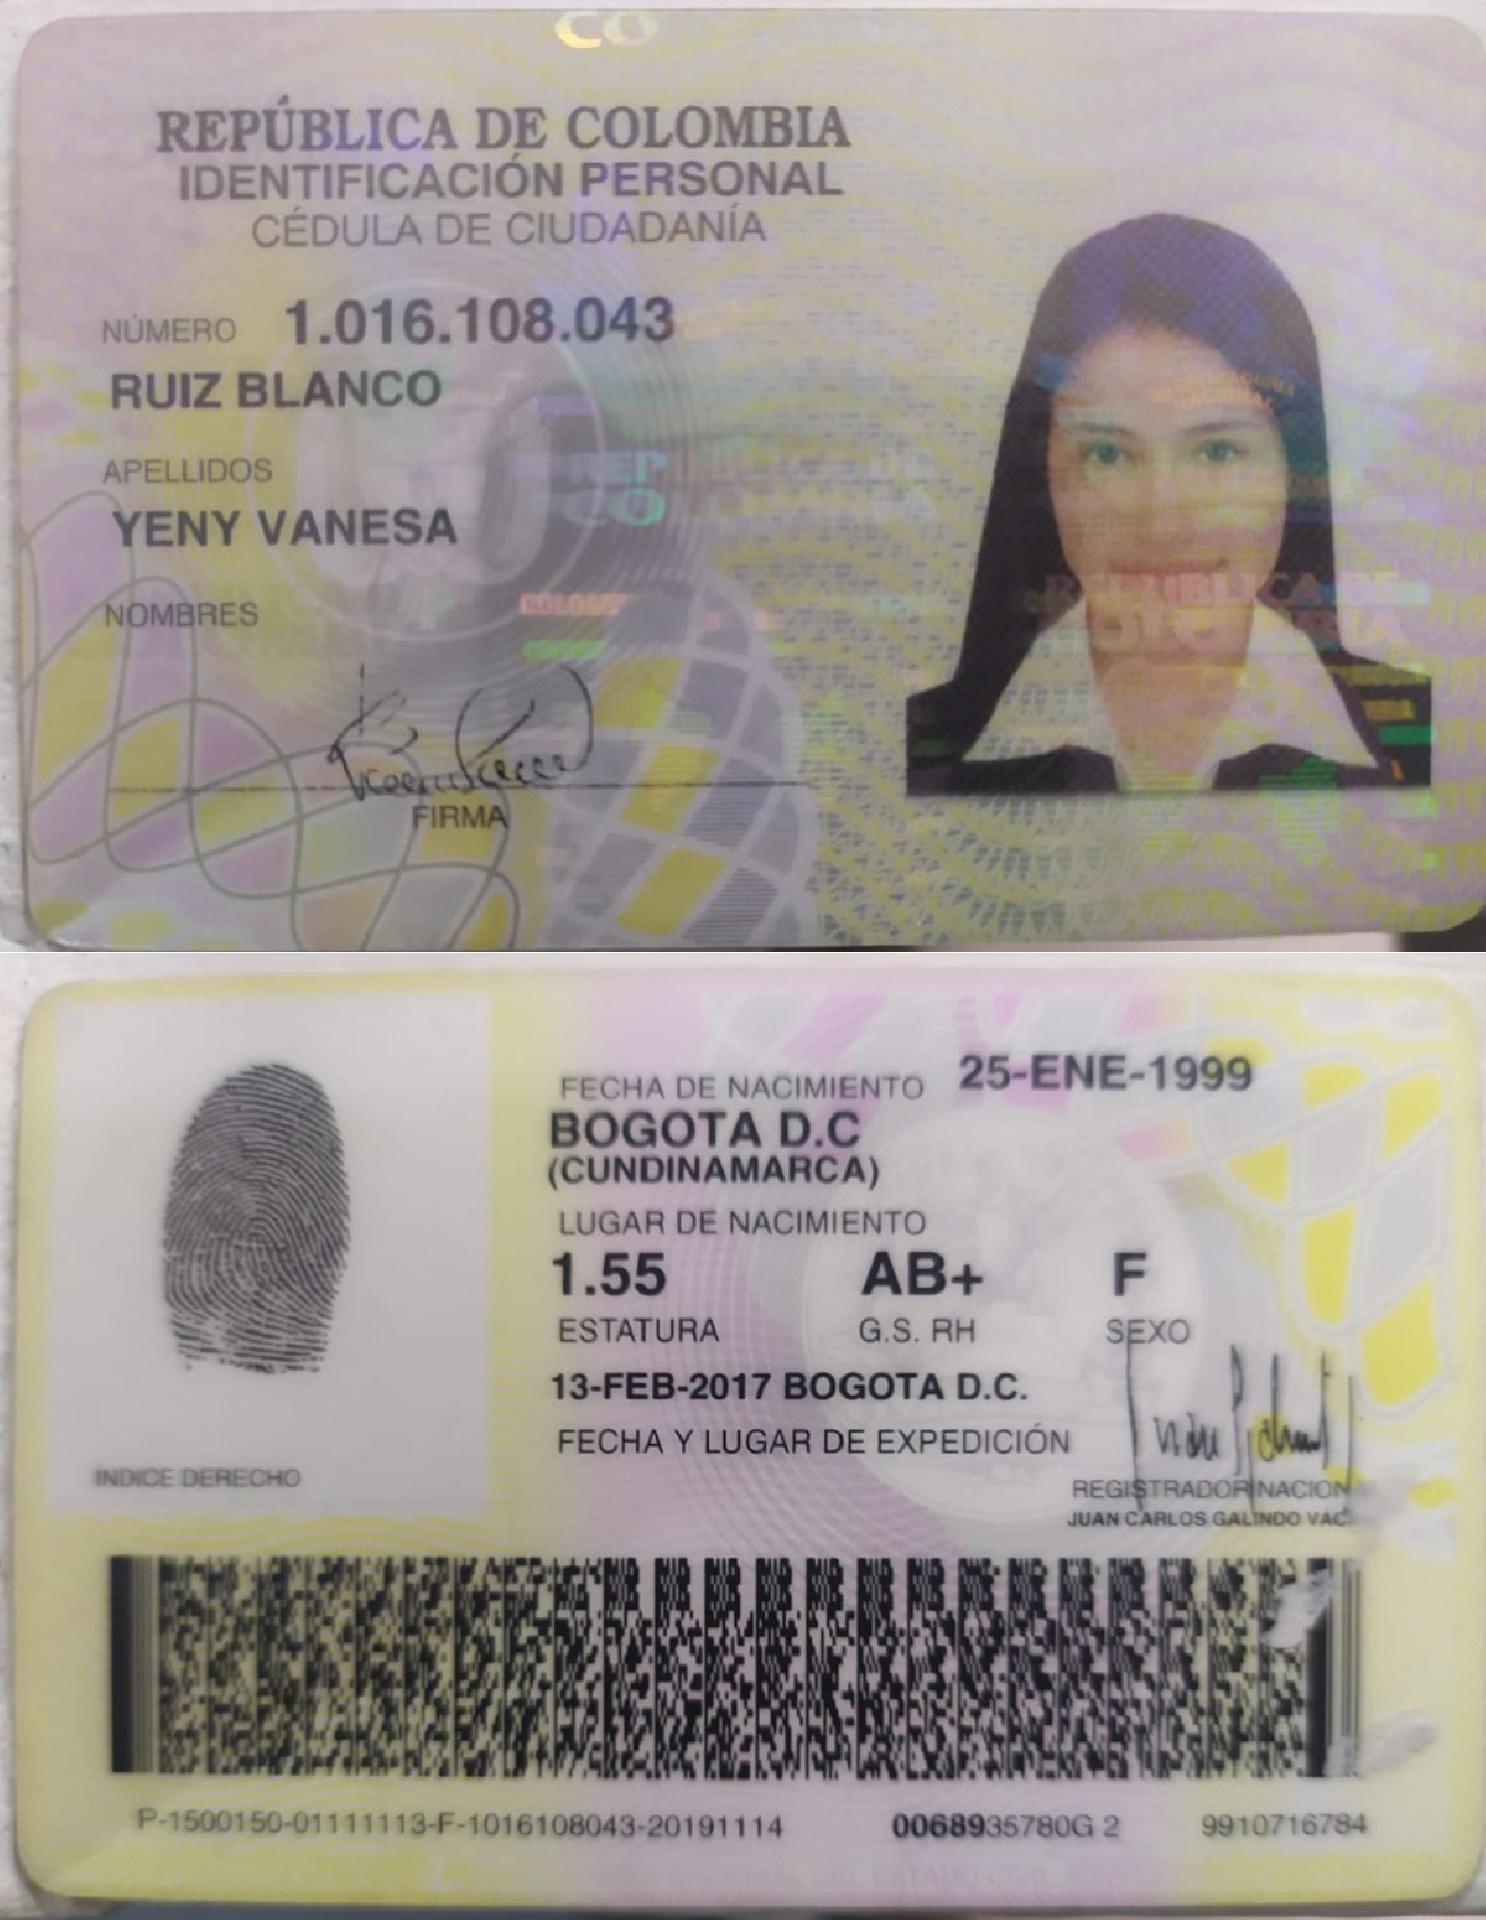 CO
REPÚBLICA DE COLOMBIA
IDENTIFICACIÓN PERSONAL
CÉDULA DE CIUDADANÍA
NÚMERO 1.016.108.043
RUIZ BLANCO
APELLIDOS
YENY VANESA
NOMBRES
FIRMA
FECHA DE NACIMIENTO 25-ENE-1999
BOGOTA D.C
(CUNDINAMARCA)
LUGAR DE NACIMIENTO
1.55 AB+ F
ESTATURA G.S. RH SEXO
13-FEB-2017 BOGOTA D.C.
FECHA Y LUGAR DE EXPEDICIÓN
INDICE DERECHO
REGISTRADOR NACION
JUAN CARLOS GALINDO VAC
P-1500150-01111113-F-1016108043-20191114 0068935780G 2 9910716784